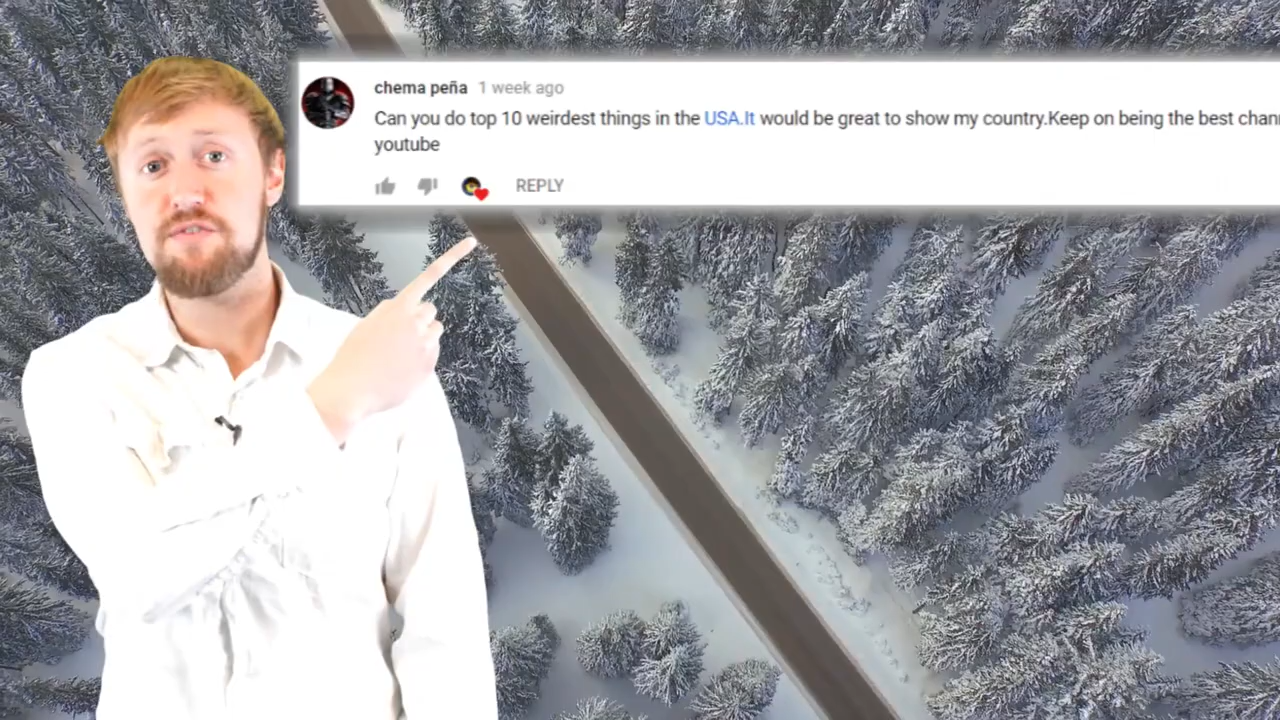 chema peña 1 week ago
Can you do top 10 weirdest things in the USA.It would be great to show my country.Keep on being the best
youtube
REPLY